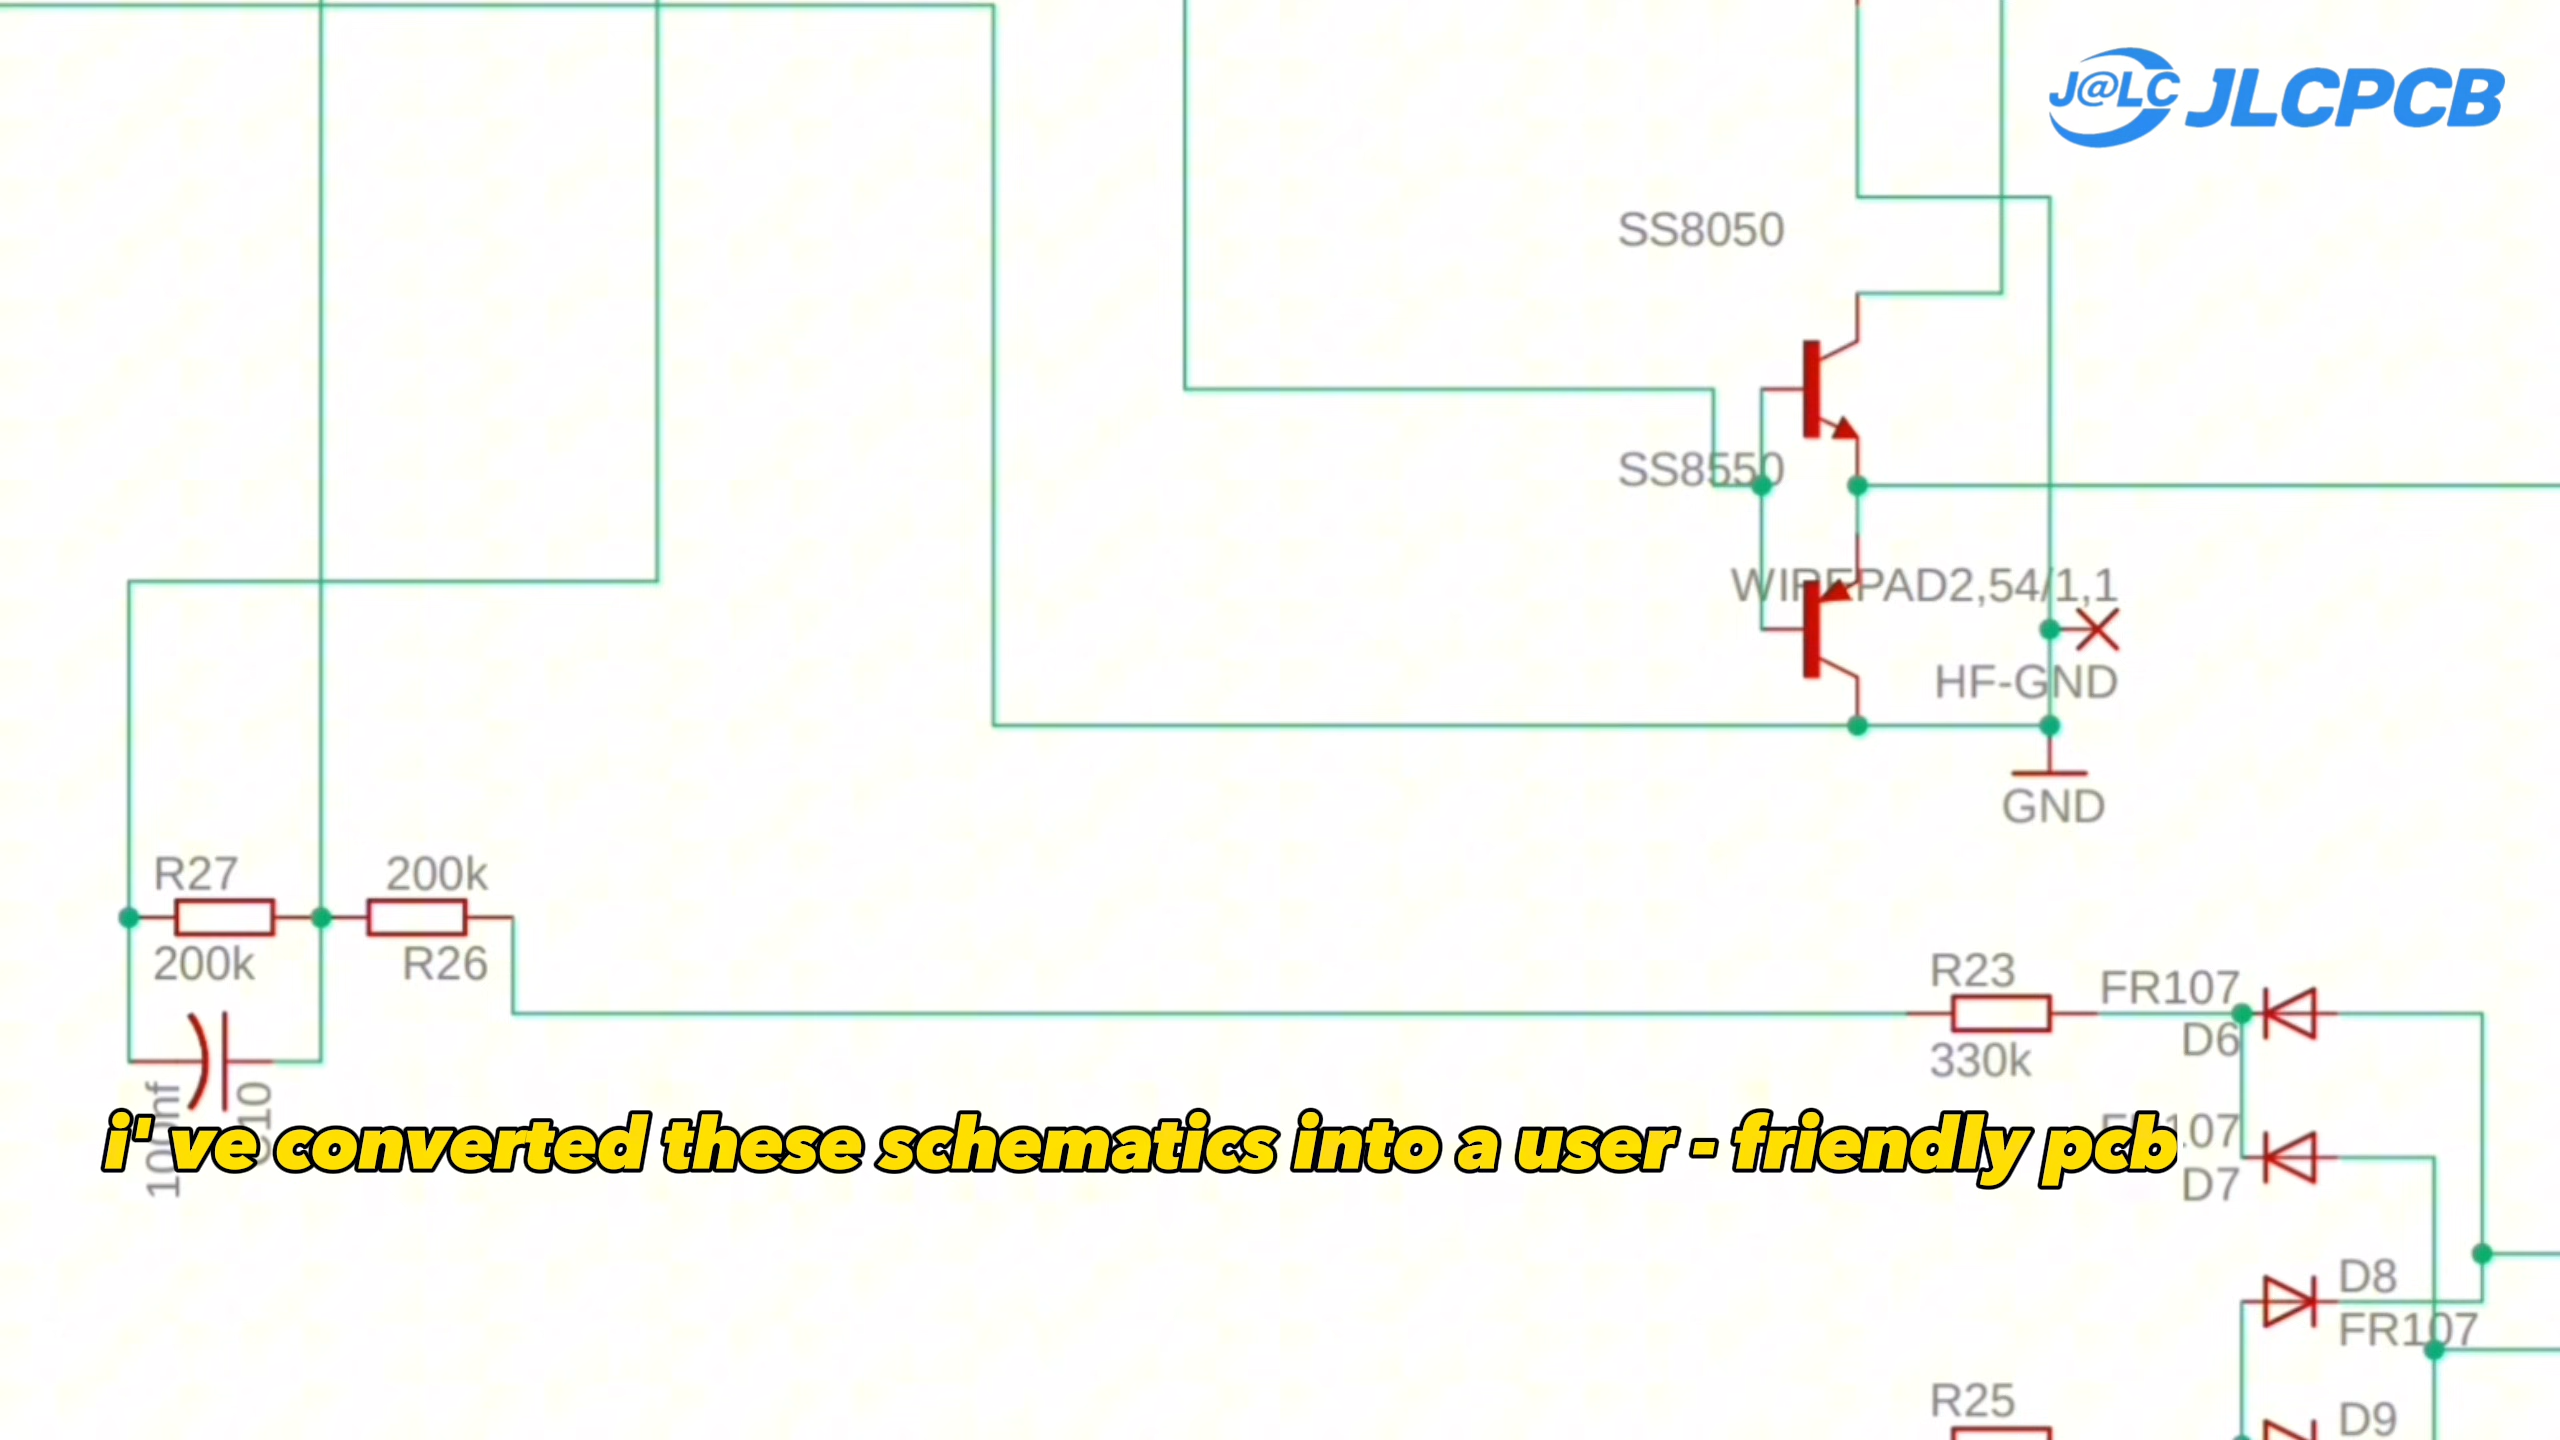 J@LC JLCPCB
SS8050
SS8550
WIREPAD2,54/1,1
HF-GND
GND
R27
200k
200k
R26
R23
330k
FR107
D6
D7
C10
i' ve converted these schematics into a user - friendly pcb
D8
FR107
R25
D9